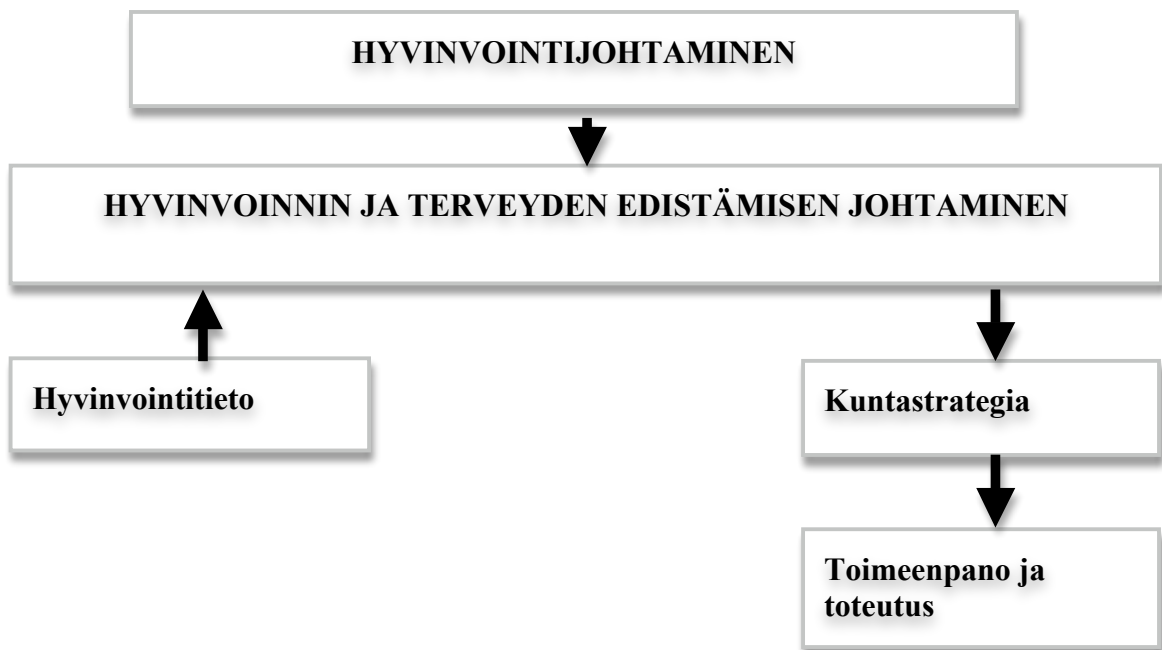 HYVINVOINTIJOHTAMINEN
HYVINVOINNIN JA TERVEYDEN EDISTÄMISEN JOHTAMINEN
Hyvinvointitieto
Kuntastrategia
Toimeenpano ja
toteutus